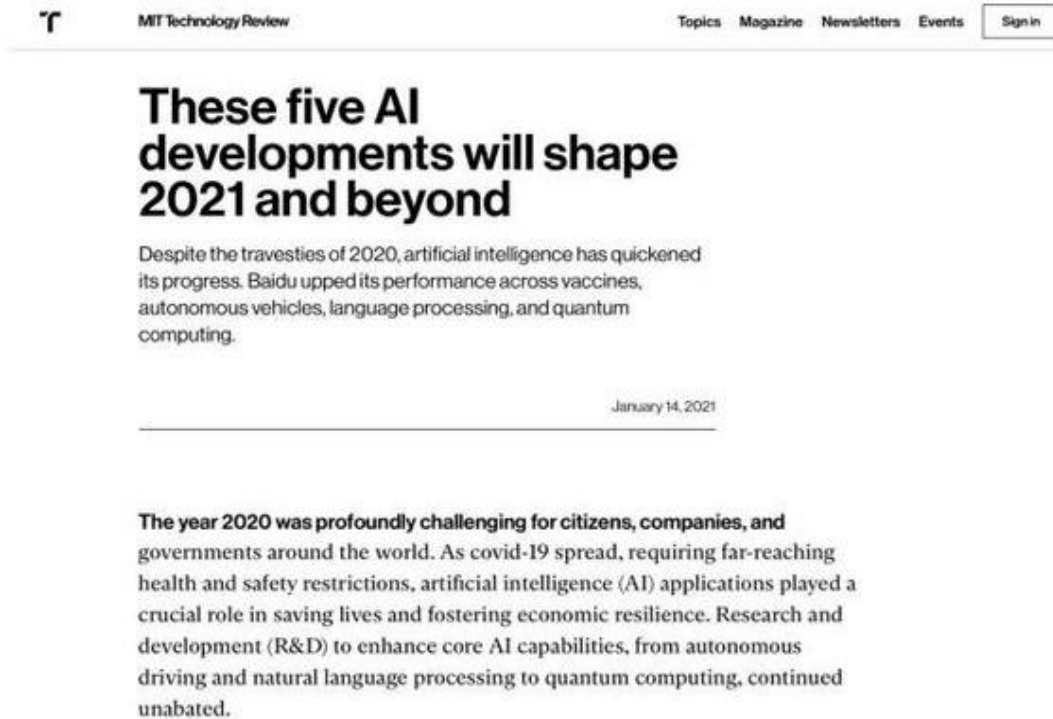 MIT Technology Review
Topics Magazine Newsletters Events Sign in
These five AI
developments will shape
2021 and beyond
Despite the travesties of 2020, artificial intelligence has quickened
its progress. Baidu upped its performance across vaccines,
autonomous vehicles, language processing, and quantum
computing.
January 14, 2021
The year 2020 was profoundly challenging for citizens, companies, and
governments around the world. As covid-19 spread, requiring far-reaching
health and safety restrictions, artificial intelligence (AI) applications played a
crucial role in saving lives and fostering economic resilience. Research and
development (R&D) to enhance core AI capabilities, from autonomous
driving and natural language processing to quantum computing, continued
unabated.